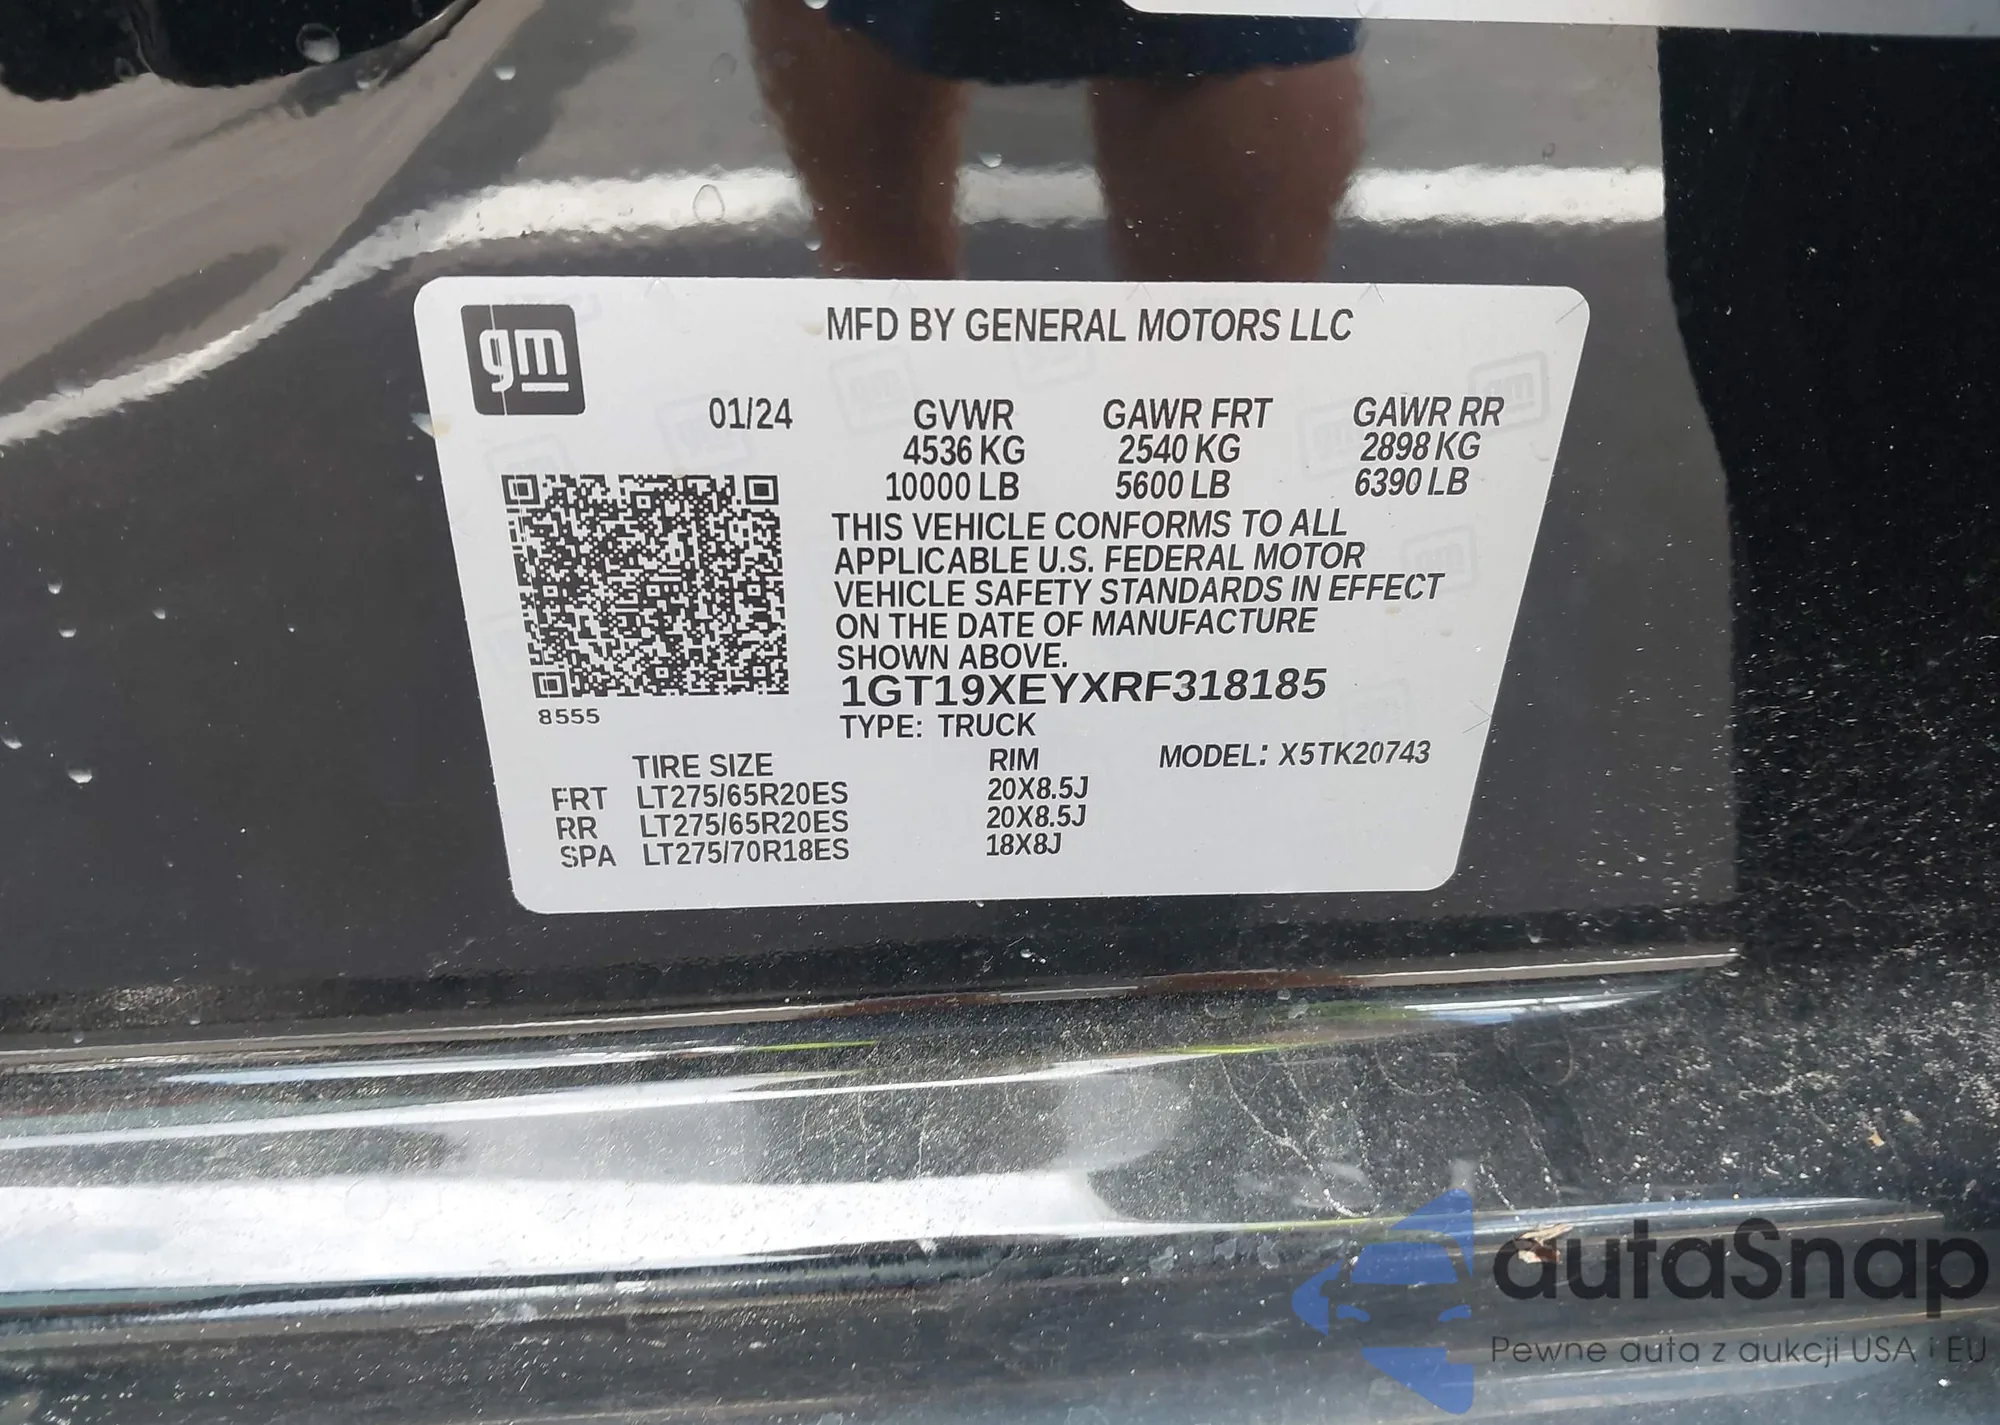 gm
MFD BY GENERAL MOTORS LLC
01/24 GVWR GAWR FRT GAWR RR
4536 KG 2540 KG 2898 KG
10000 LB 5600 LB 6390 LB
THIS VEHICLE CONFORMS TO ALL
APPLICABLE U.S. FEDERAL MOTOR
VEHICLE SAFETY STANDARDS IN EFFECT
ON THE DATE OF MANUFACTURE
SHOWN ABOVE.
1GT19XEYXRF318185
8555
TYPE: TRUCK
TIRE SIZE RIM MODEL: X5TK20743
FRT LT275/65R20ES 20X8.5J
RR LT275/65R20ES 20X8.5J
SPA LT275/70R18ES 18X8J
autaSnap
Pewne auta z aukcji USA i EU